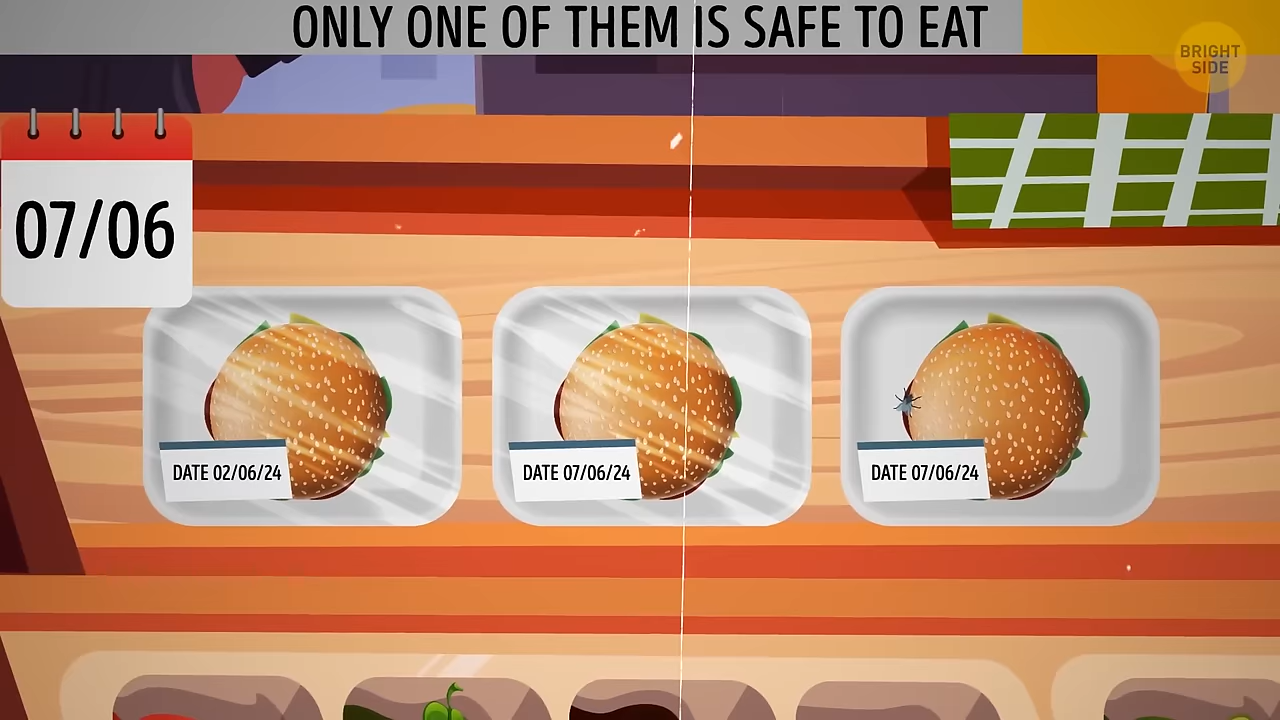 ONLY ONE OF THEM IS SAFE TO EAT
BRIGHT
SIDE
07/06
DATE 02/06/24
DATE 07/06/24
DATE 07/06/24